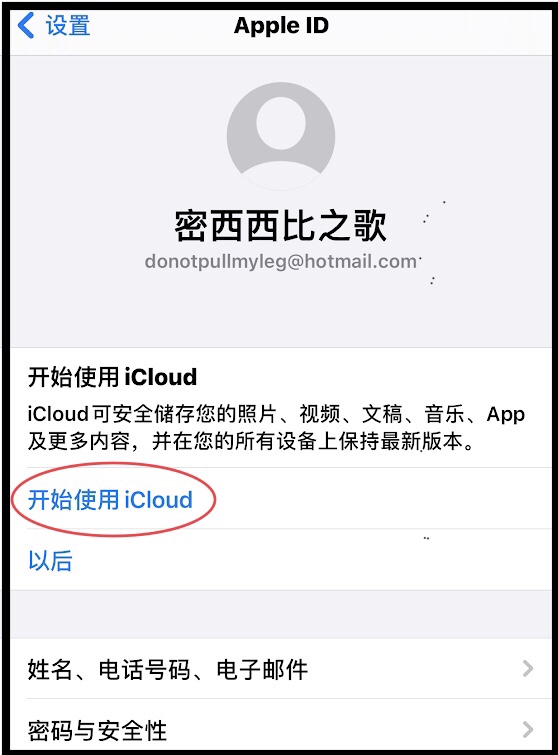 设置
Apple ID
密西西比之歌
donotpullmyleg@hotmail.com
开始使用 iCloud
iCloud 可安全储存您的照片、视频、文稿、音乐、App
及更多内容，并在您的所有设备上保持最新版本。
开始使用 iCloud
以后
姓名、电话号码、电子邮件
密码与安全性